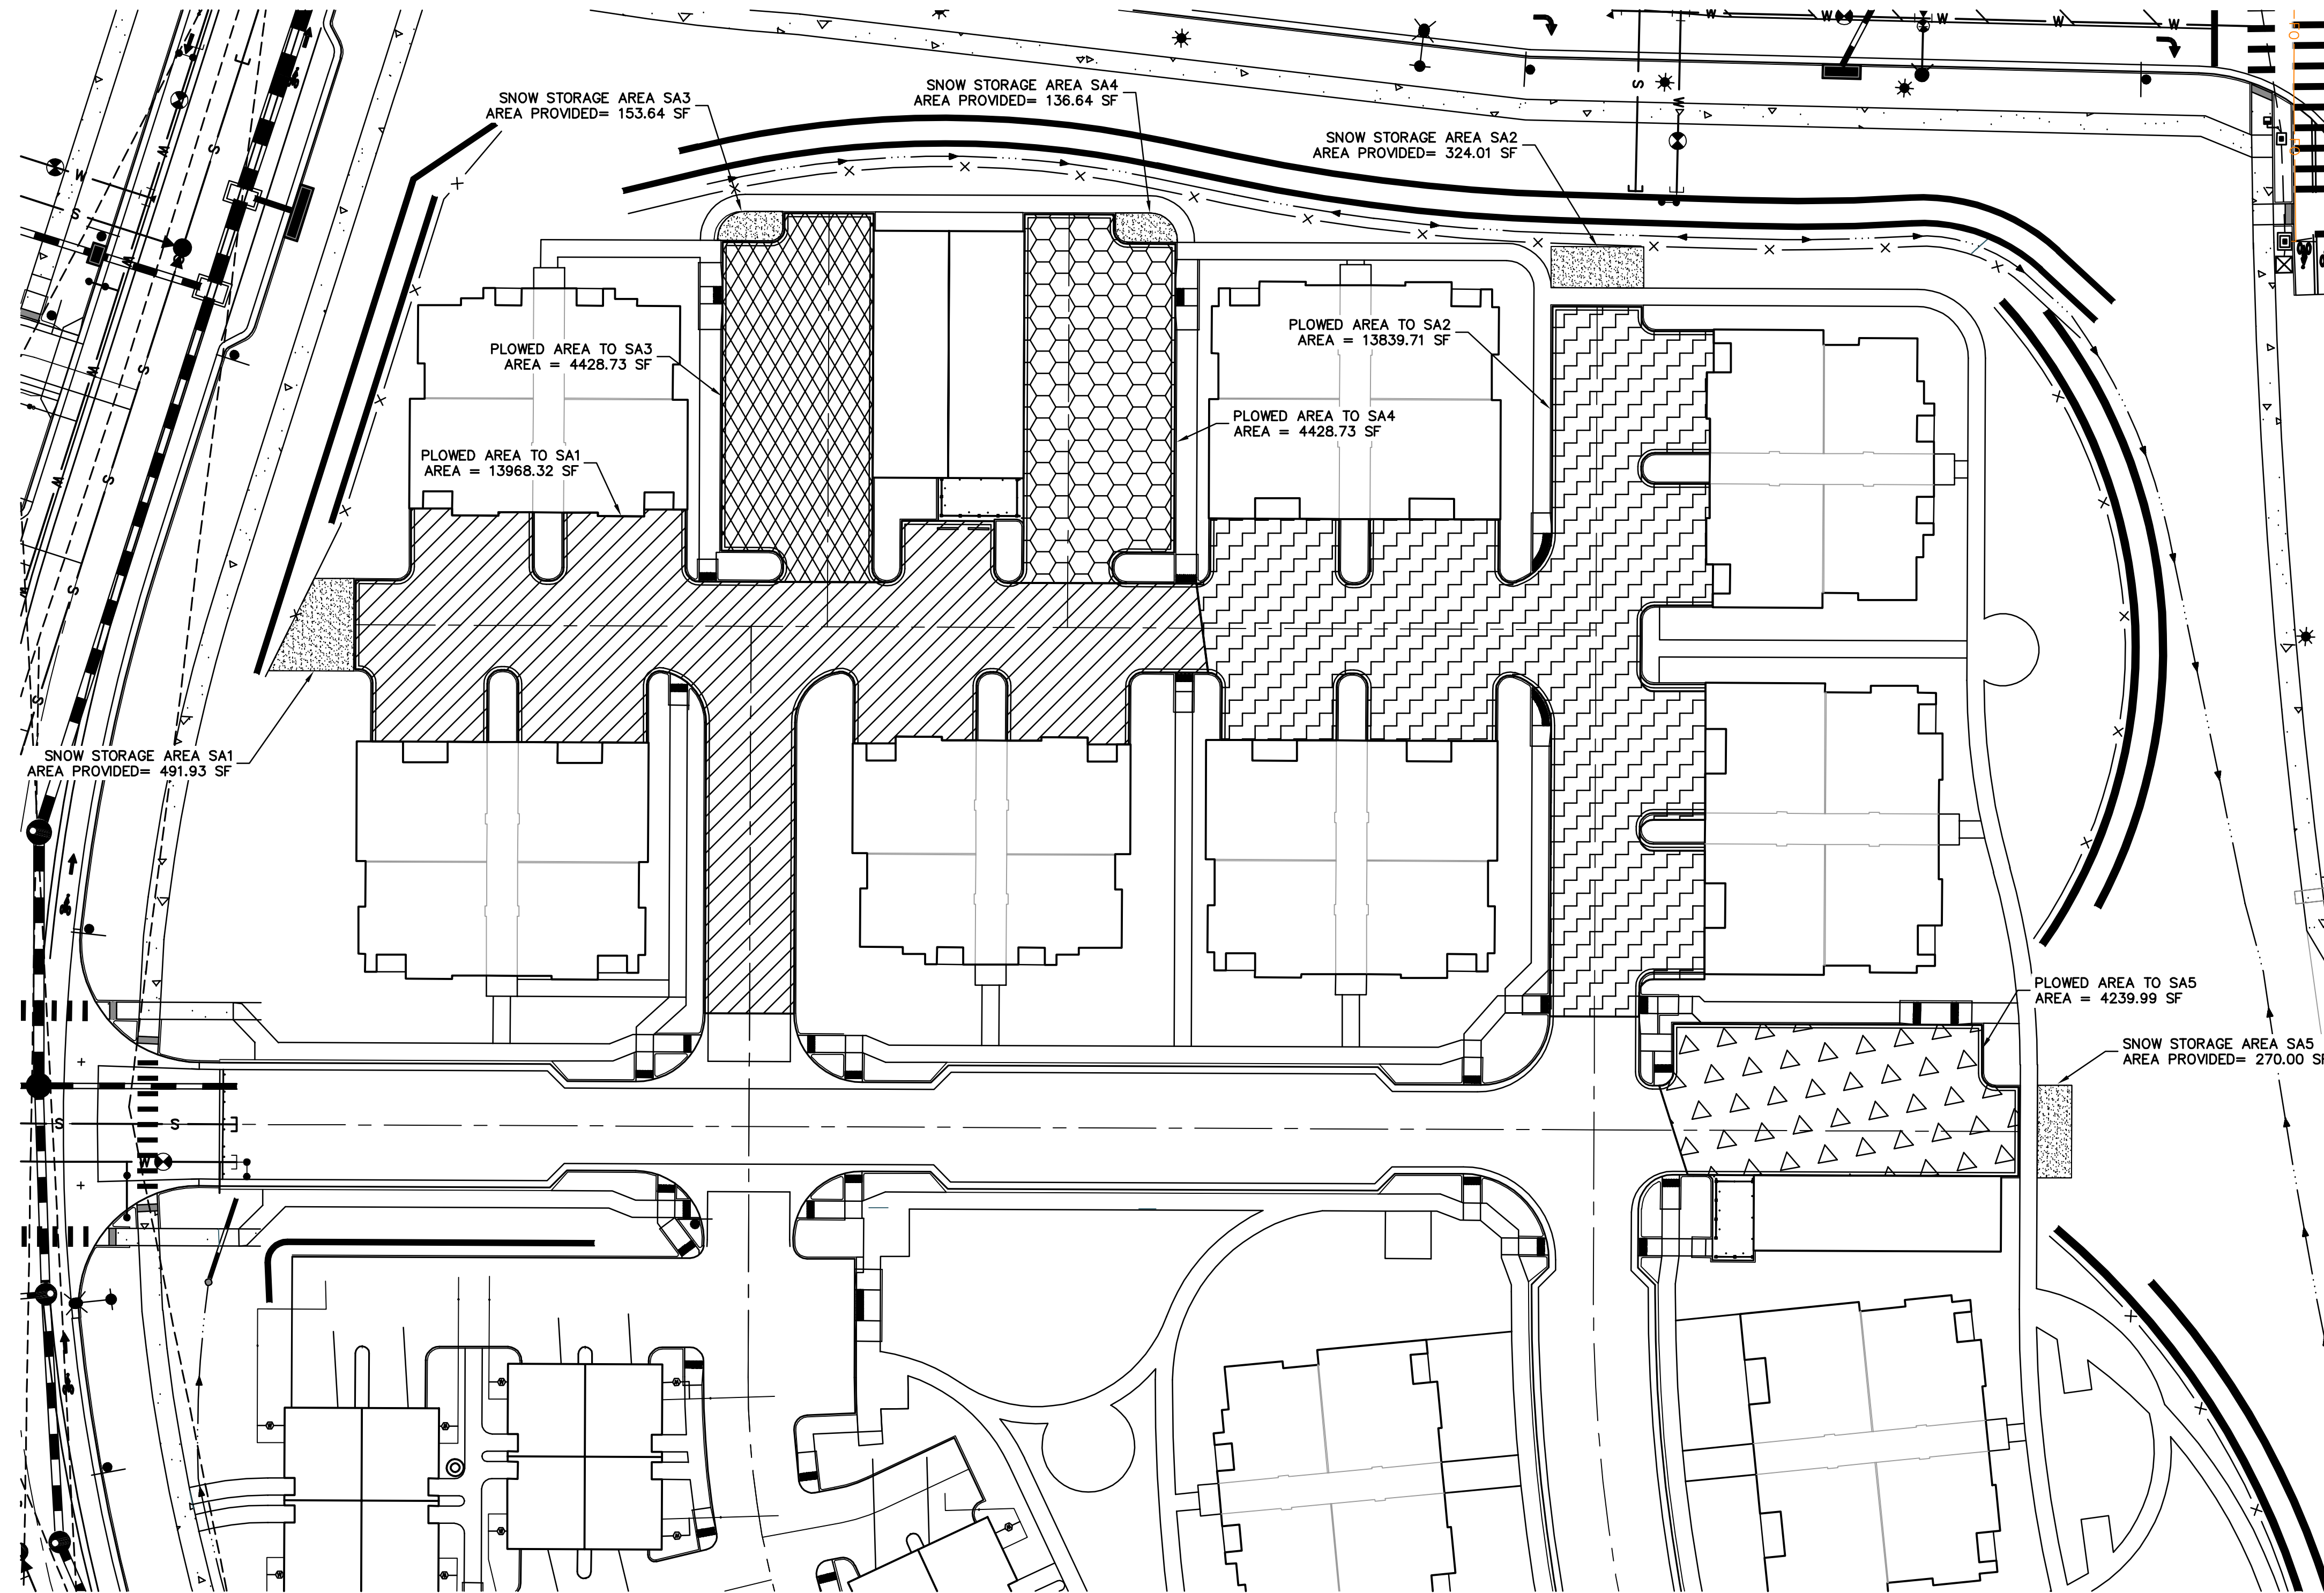 SNOW STORAGE AREA SA4
AREA PROVIDED= 136.64 SF
SNOW STORAGE AREA SA3
AREA PROVIDED= 153.64 SF
SNOW STORAGE AREA SA2
AREA PROVIDED= 324.01 SF
PLOWED AREA TO SA2
AREA = 13839.71 SF
PLOWED AREA TO SA3
AREA = 4428.73 SF
PLOWED AREA TO SA4
AREA = 4428.73 SF
PLOWED AREA TO SA1
AREA = 13968.32 SF
SNOW STORAGE AREA SA1
AREA PROVIDED= 491.93 SF
PLOWED AREA TO SA5
AREA = 4239.99 SF
SNOW STORAGE AREA SA5
AREA PROVIDED= 270.00 SF
W
W
W
W
W
S
W
W
S
W
S
W
S
W
S
W
S
S
S
S
S
W